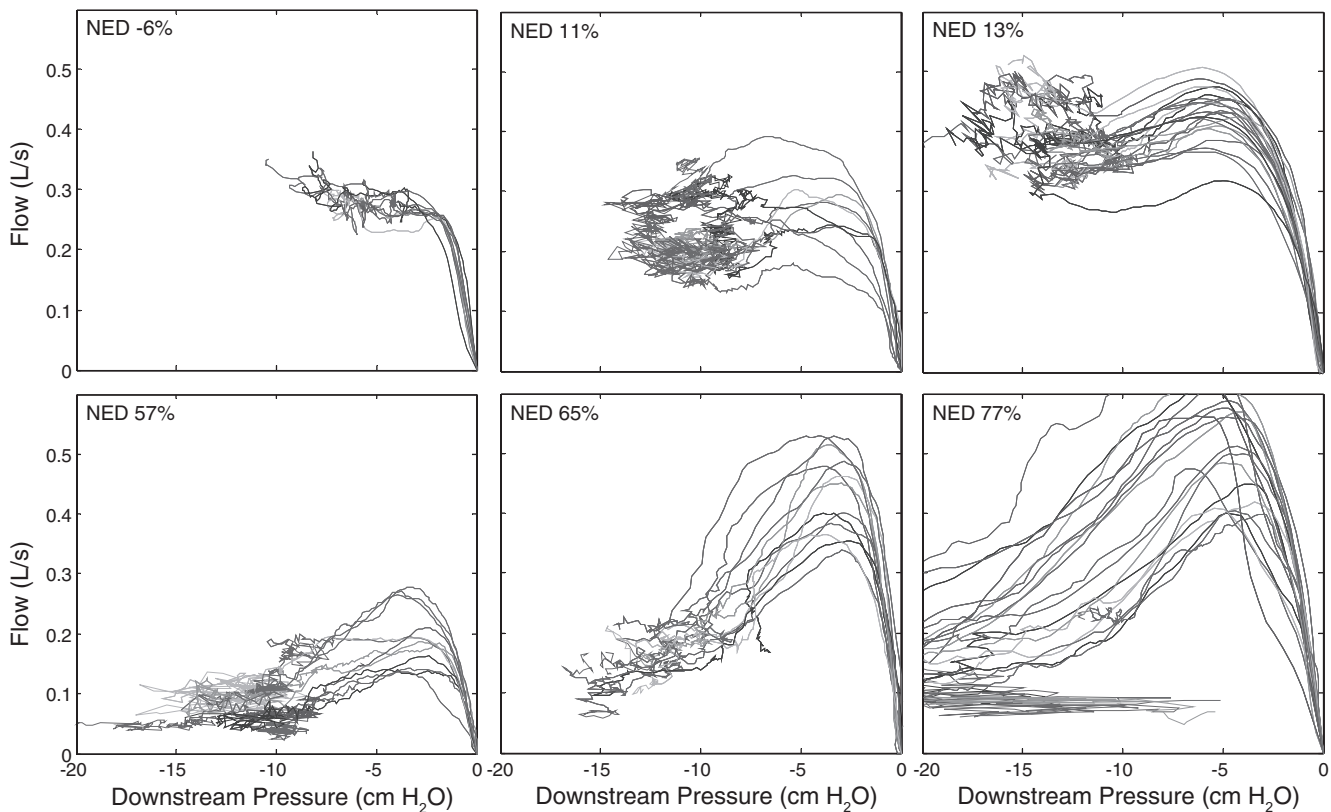 NED -6%
NED 11%
NED 13%
Flow (L/s)
0.5
0.4
0.3
0.2
0.1
0
NED 57%
NED 65%
NED 77%
Flow (L/s)
0.5
0.4
0.3
0.2
0.1
0
-20 -15 -10 -5 0
-20 -15 -10 -5 0
-15 -10 -5 0
Downstream Pressure (cm H₂O)
Downstream Pressure (cm H₂O)
Downstream Pressure (cm H₂O)